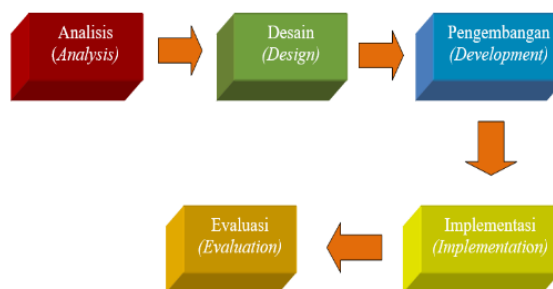 Analisis
(Analysis)
Desain
(Design)
Pengembangan
(Development)
Implementasi
(Implementation)
Evaluasi
(Evaluation)